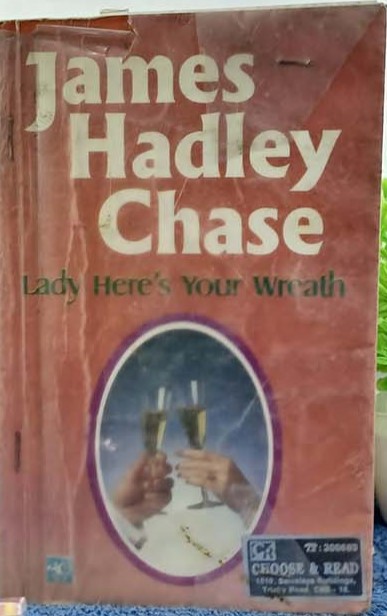 James
Hadley
Chase
Lady Here's Your Wreath
CHOOSE & READ